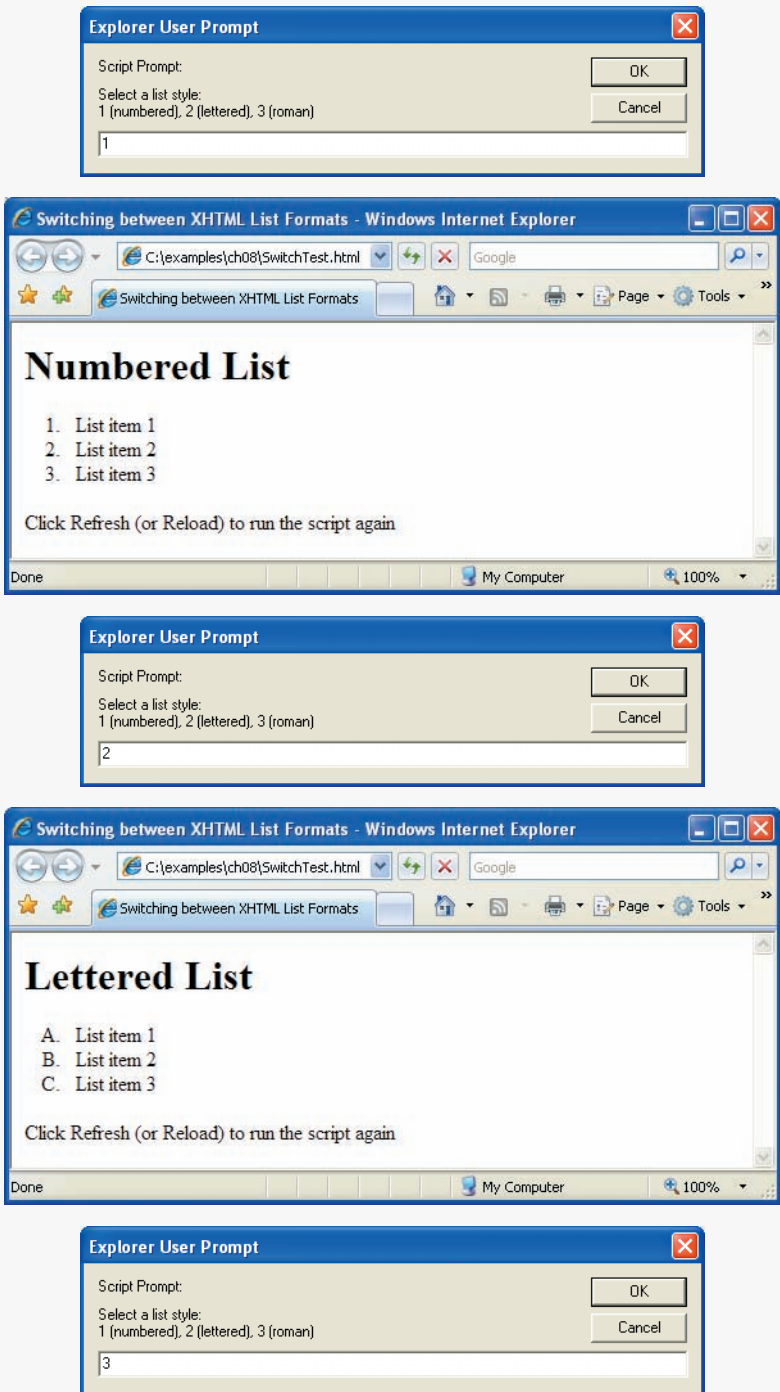 Explorer User Prompt
Script Prompt:
OK
Select a list style:
1 (numbered), 2 (lettered), 3 (roman)
Cancel
1
Switching between XHTML List Formats - Windows Internet Explorer
C:\examples\ch08\SwitchTest.html
Google
Switching between XHTML List Formats
Page
Tools
»
Numbered List
1. List item 1
2. List item 2
3. List item 3
Click Refresh (or Reload) to run the script again
Done
My Computer
100%
Explorer User Prompt
Script Prompt:
OK
Select a list style:
1 (numbered), 2 (lettered), 3 (roman)
Cancel
2
Switching between XHTML List Formats - Windows Internet Explorer
C:\examples\ch08\SwitchTest.html
Google
Switching between XHTML List Formats
Page
Tools
»
Lettered List
A. List item 1
B. List item 2
C. List item 3
Click Refresh (or Reload) to run the script again
Done
My Computer
100%
Explorer User Prompt
Script Prompt:
OK
Select a list style:
1 (numbered), 2 (lettered), 3 (roman)
Cancel
3